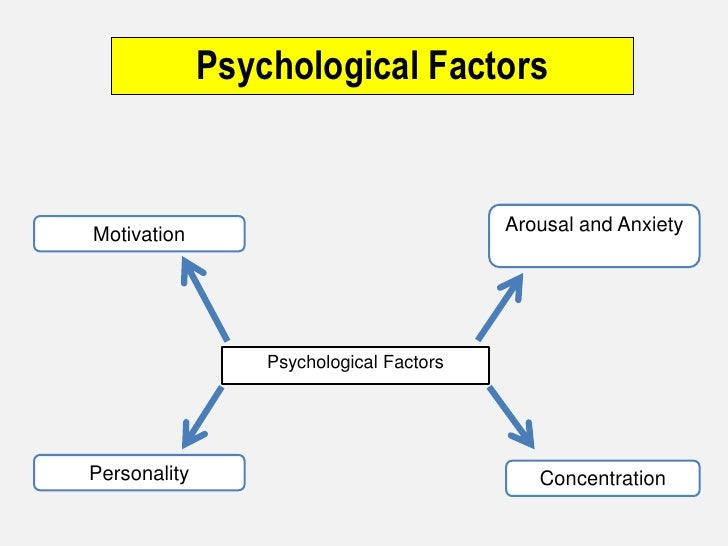 Psychological Factors
Motivation
Arousal and Anxiety
Psychological Factors
Personality
Concentration